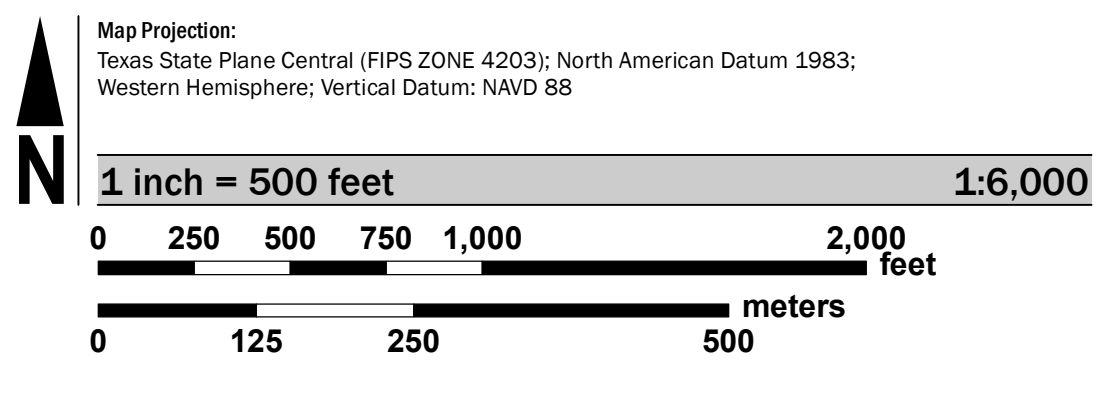 Map Projection:
Texas State Plane Central (FIPS ZONE 4203); North American Datum 1983;
Western Hemisphere; Vertical Datum: NAVD 88
N
1 inch = 500 feet 1:6,000
0 250 500 750 1,000 2,000
feet
meters
0 125 250 500